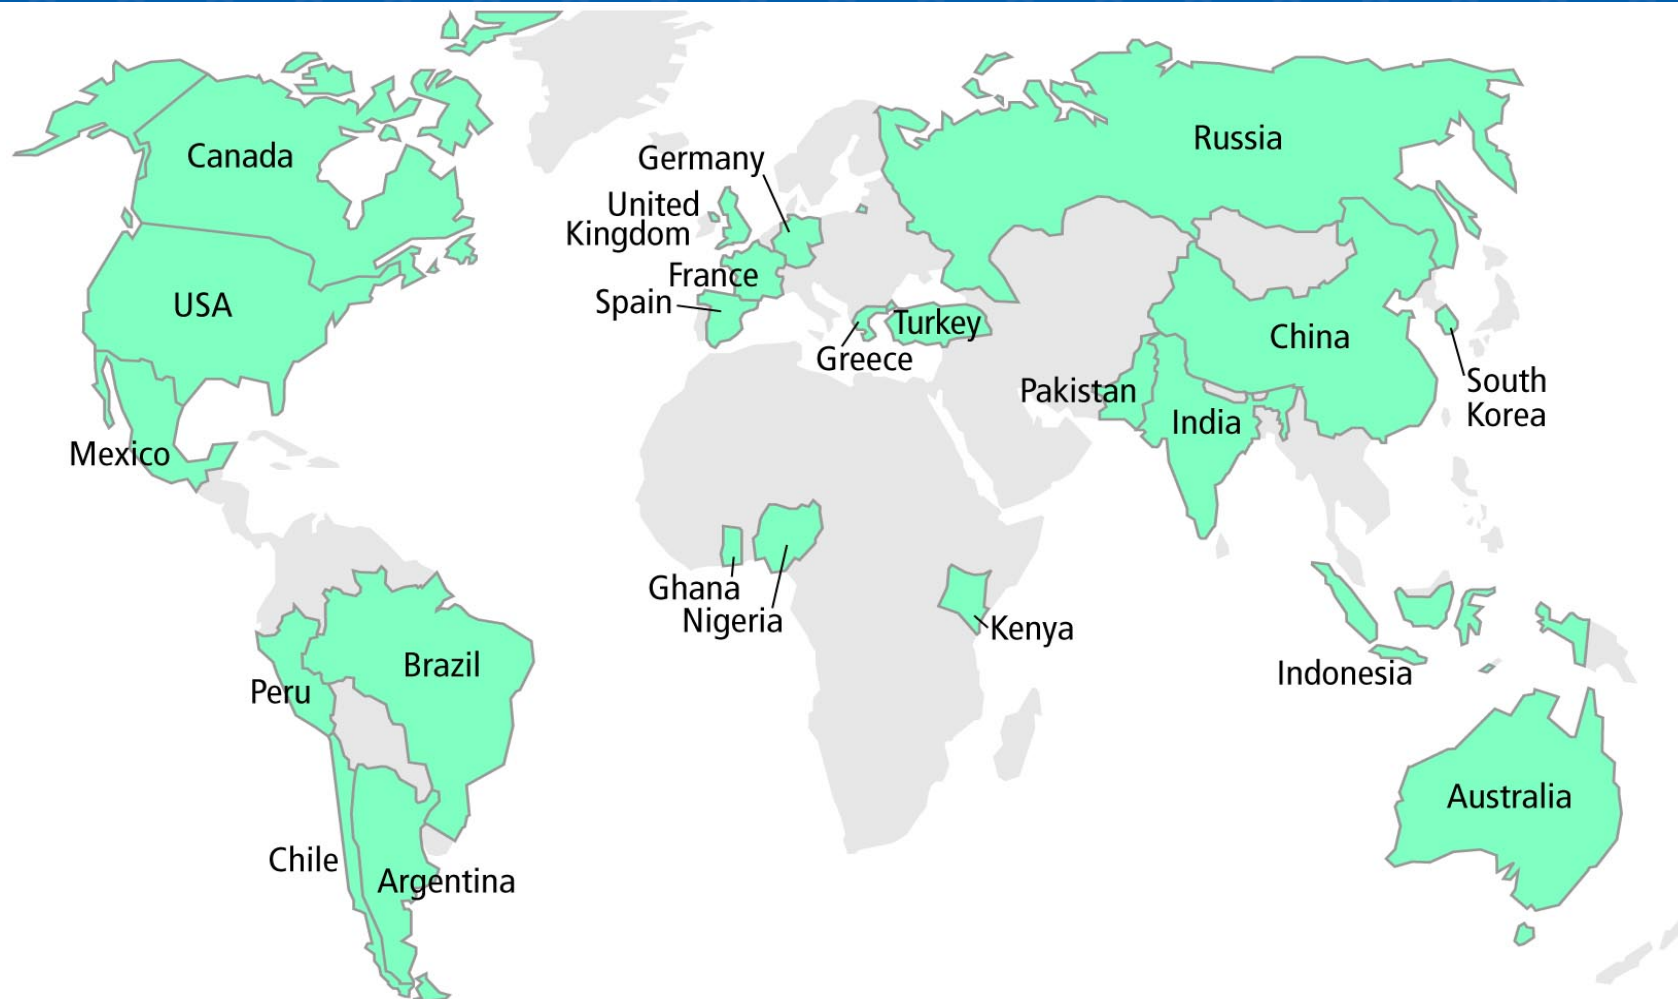 Canada
USA
Mexico
Peru
Brazil
Chile
Argentina
Germany
United
Kingdom
France
Spain
Greece
Turkey
Russia
China
Pakistan
India
South
Korea
Ghana
Nigeria
Kenya
Indonesia
Australia